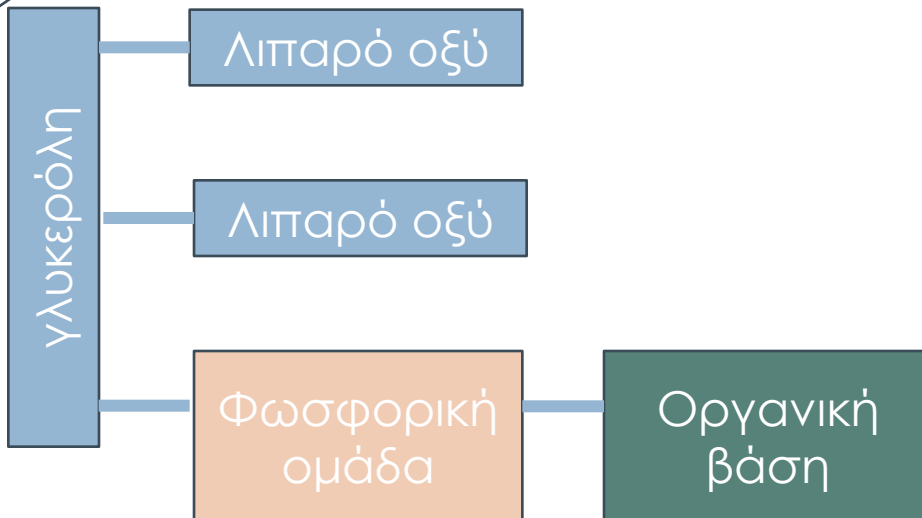 γλυκερόλη
Λιπαρό οξύ
Λιπαρό οξύ
Φωσφορική
ομάδα
Οργανική
βάση